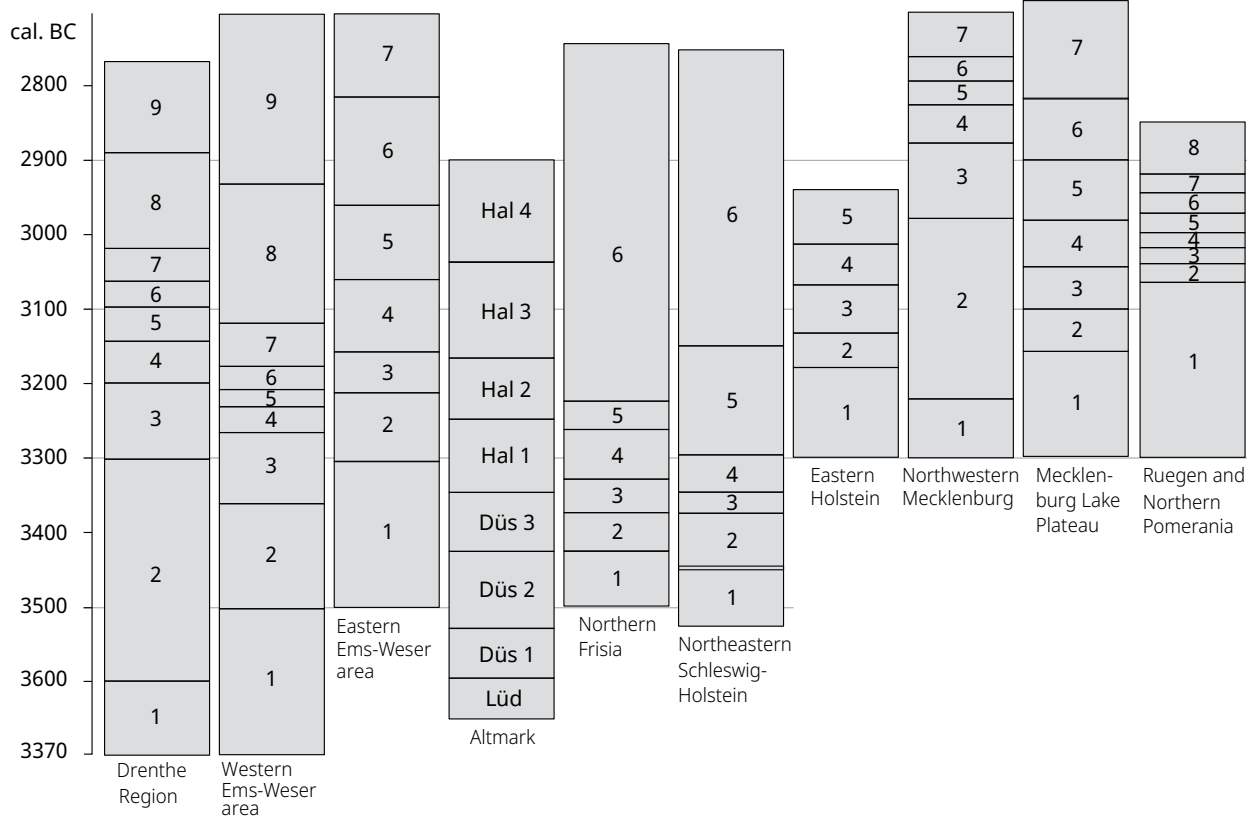 cal. BC
2800
2900
3000
3100
3200
3300
3400
3500
3600
3370
9
8
7
6
5
4
3
2
1
Drenthe
Region
9
8
7
6
5
4
3
2
1
Western
Ems-Weser
area
7
6
5
4
3
2
1
Eastern
Ems-Weser
area
Hal 4
Hal 3
Hal 2
Hal 1
Düs 3
Düs 2
Düs 1
Lüd
Altmark
6
5
4
3
2
1
Northern
Frisia
6
5
4
3
2
1
Northeastern
Schleswig-
Holstein
5
4
3
2
1
Eastern
Holstein
7
6
5
4
3
2
1
Northwestern
Mecklenburg
7
6
5
4
3
2
1
Mecklen-
burg Lake
Plateau
8
7
6
5
4
3
2
1
Ruegen and
Northern
Pomerania